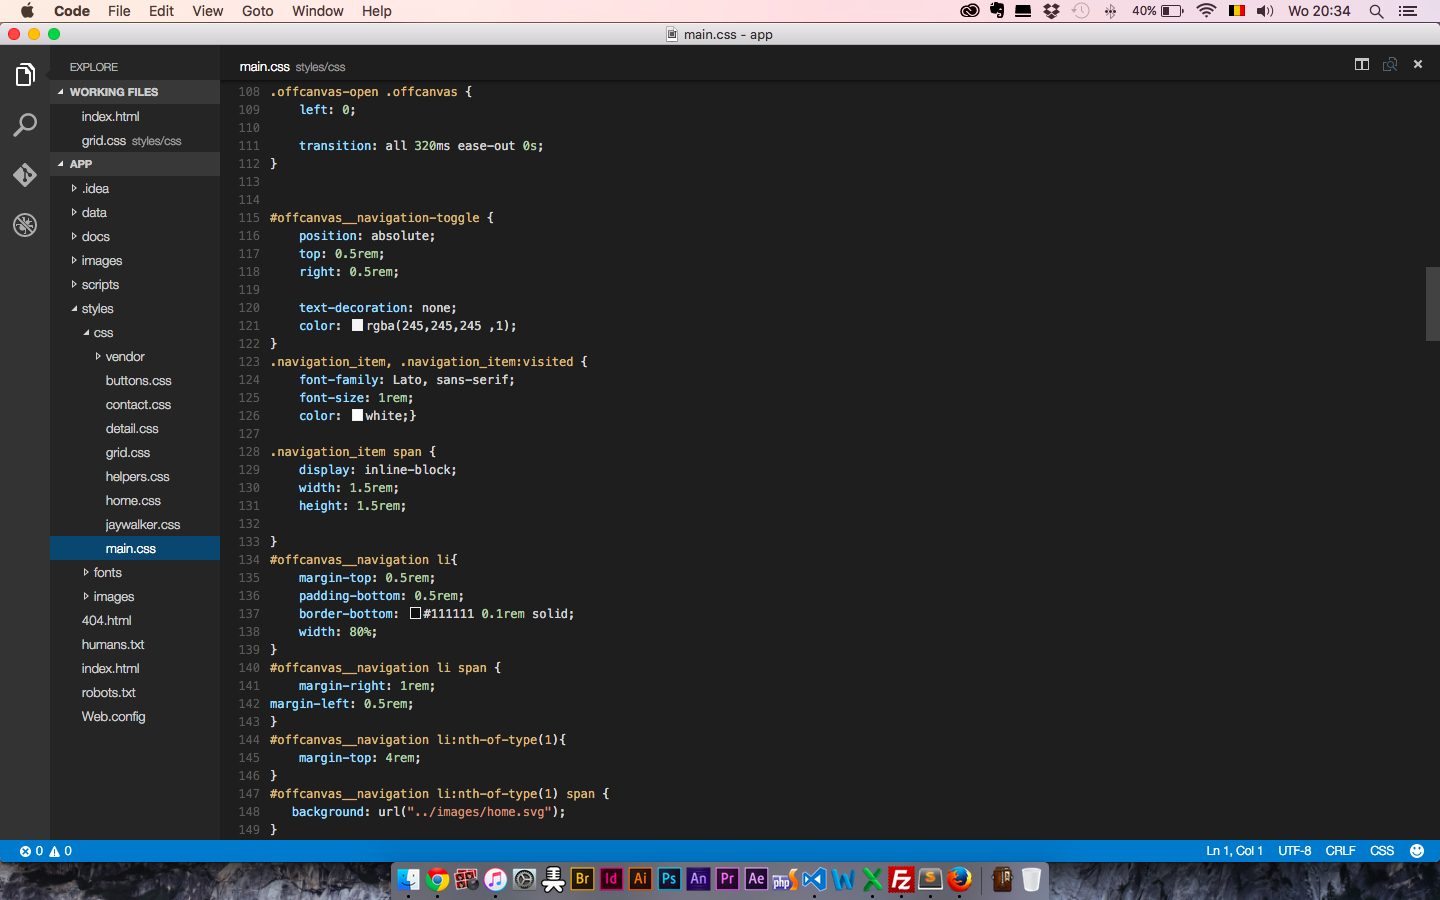 Code File Edit View Goto Window Help 40% Wo 20:34
main.css - app
EXPLORE
WORKING FILES
index.html
grid.css styles/css
APP
.idea
data
docs
images
scripts
styles
css
vendor
buttons.css
contact.css
detail.css
grid.css
helpers.css
home.css
jaywalker.css
main.css
fonts
images
404.html
humans.txt
index.html
robots.txt
Web.config
main.css styles/css
108 .offcanvas-open .offcanvas {
109 left: 0;
110
111 transition: all 320ms ease-out 0s;
112 }
113
114
115 #offcanvas__navigation-toggle {
116 position: absolute;
117 top: 0.5rem;
118 right: 0.5rem;
119
120 text-decoration: none;
121 color: rgba(245,245,245 ,1);
122 }
123 .navigation_item, .navigation_item:visited {
124 font-family: Lato, sans-serif;
125 font-size: 1rem;
126 color: white;}
127
128 .navigation_item span {
129 display: inline-block;
130 width: 1.5rem;
131 height: 1.5rem;
132
133 }
134 #offcanvas__navigation li{
135 margin-top: 0.5rem;
136 padding-bottom: 0.5rem;
137 border-bottom: #111111 0.1rem solid;
138 width: 80%;
139 }
140 #offcanvas__navigation li span {
141 margin-right: 1rem;
142 margin-left: 0.5rem;
143 }
144 #offcanvas__navigation li:nth-of-type(1){
145 margin-top: 4rem;
146 }
147 #offcanvas__navigation li:nth-of-type(1) span {
148 background: url("../images/home.svg");
149 }
0 0 Ln 1, Col 1 UTF-8 CRLF CSS
Br Id Ai Ps An Pr Ae php W X Fz S